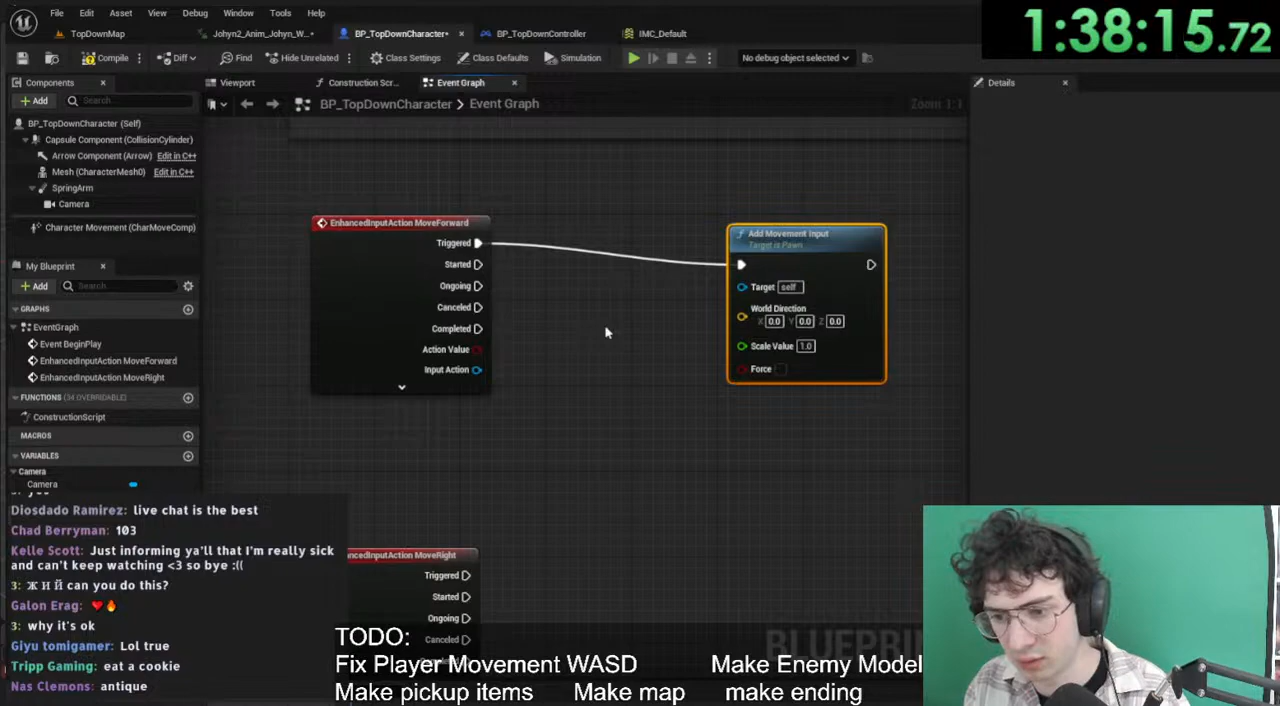 File Edit Asset View Debug Window Tools Help
1:38:15.72
TopDownMap
Johyn2_Anim_Johyn_W...*
BP_TopDownCharacter*
BP_TopDownController
IMC_Default
Compile
Diff
Find
Hide Unrelated
Class Settings
Class Defaults
Simulation
No debug object selected
Components
Viewport
Construction Scr...
Event Graph
Details
Add
Search...
BP_TopDownCharacter > Event Graph
Zoom 1:1
BP_TopDownCharacter (Self)
Capsule Component (CollisionCylinder)
Arrow Component (Arrow) Edit in C++
Mesh (CharacterMesh0) Edit in C++
SpringArm
Camera
Character Movement (CharMoveComp)
My Blueprint
Add
Search...
GRAPHS
EventGraph
Event BeginPlay
EnhancedInputAction MoveForward
EnhancedInputAction MoveRight
FUNCTIONS (34 OVERRIDABLE)
ConstructionScript
MACROS
VARIABLES
Camera
Camera
EnhancedInputAction MoveForward
Triggered
Started
Ongoing
Canceled
Completed
Action Value
Input Action
Add Movement Input
Target is Pawn
Target self
World Direction
X 0.0 Y 0.0 Z 0.0
Scale Value 1.0
Force
ancedInputAction MoveRight
Triggered
Started
Ongoing
Canceled
BLUEPRIN
Diosdado Ramirez: live chat is the best
Chad Berryman: 103
Kelle Scott: Just informing ya'll that I'm really sick
and can't keep watching <3 so bye :((
3: Ж И Й can you do this?
Galon Erag: ❤🔥
3: why it's ok
Giyu tomigamer: Lol true
Tripp Gaming: eat a cookie
Nas Clemons: antique
TODO:
Fix Player Movement WASD Make Enemy Model
Make pickup items Make map make ending